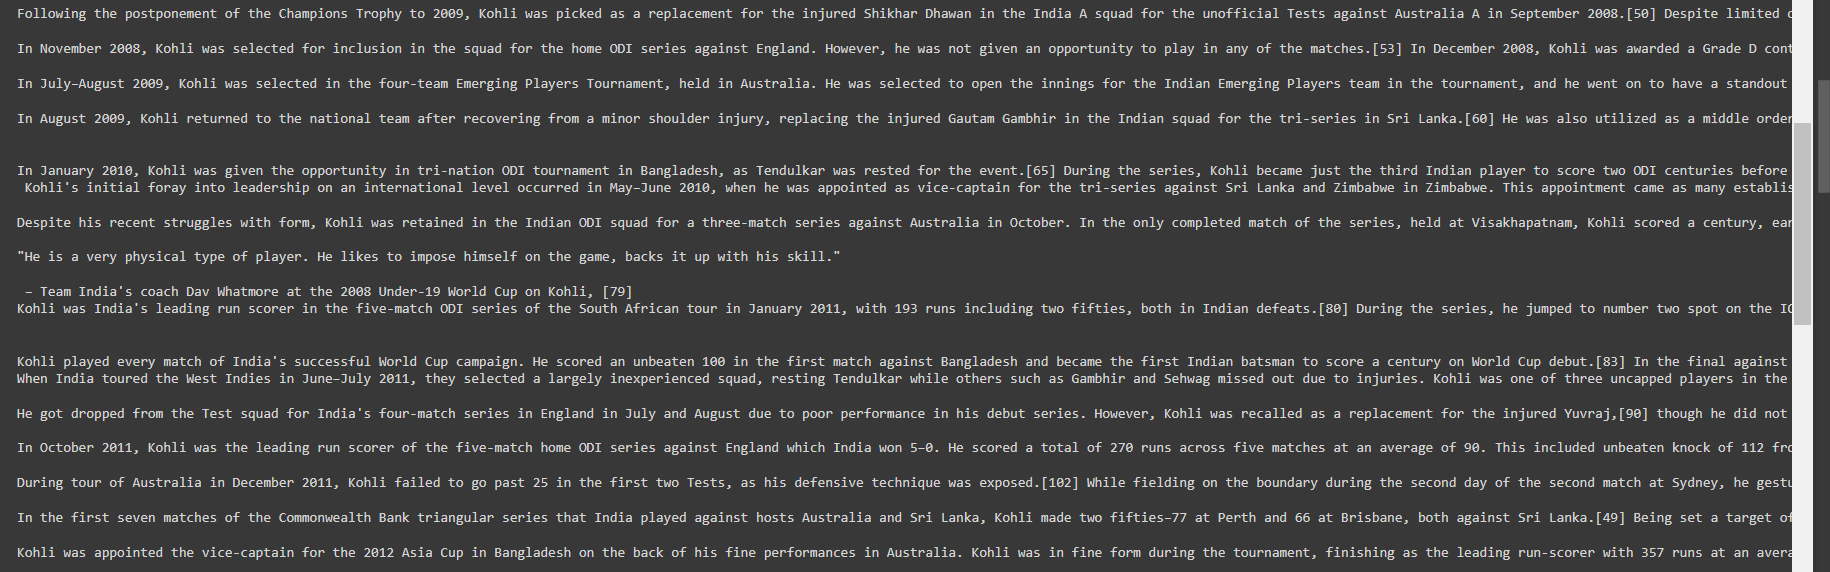 Following the postponement of the Champions Trophy to 2009, Kohli was picked as a replacement for the injured Shikhar Dhawan in the India A squad for the unofficial Tests against Australia A in September 2008.[50] Despite limited
In November 2008, Kohli was selected for inclusion in the squad for the home ODI series against England. However, he was not given an opportunity to play in any of the matches.[53] In December 2008, Kohli was awarded a Grade D cont
In July–August 2009, Kohli was selected in the four-team Emerging Players Tournament, held in Australia. He was selected to open the innings for the Indian Emerging Players team in the tournament, and he went on to have a standout
In August 2009, Kohli returned to the national team after recovering from a minor shoulder injury, replacing the injured Gautam Gambhir in the Indian squad for the tri-series in Sri Lanka.[60] He was also utilized as a middle order
In January 2010, Kohli was given the opportunity in tri-nation ODI tournament in Bangladesh, as Tendulkar was rested for the event.[65] During the series, Kohli became just the third Indian player to score two ODI centuries before
Kohli's initial foray into leadership on an international level occurred in May–June 2010, when he was appointed as vice-captain for the tri-series against Sri Lanka and Zimbabwe in Zimbabwe. This appointment came as many establis
Despite his recent struggles with form, Kohli was retained in the Indian ODI squad for a three-match series against Australia in October. In the only completed match of the series, held at Visakhapatnam, Kohli scored a century, ear
"He is a very physical type of player. He likes to impose himself on the game, backs it up with his skill."
– Team India's coach Dav Whatmore at the 2008 Under-19 World Cup on Kohli, [79]
Kohli was India's leading run scorer in the five-match ODI series of the South African tour in January 2011, with 193 runs including two fifties, both in Indian defeats.[80] During the series, he jumped to number two spot on the IC
Kohli played every match of India's successful World Cup campaign. He scored an unbeaten 100 in the first match against Bangladesh and became the first Indian batsman to score a century on World Cup debut.[83] In the final against
When India toured the West Indies in June–July 2011, they selected a largely inexperienced squad, resting Tendulkar while others such as Gambhir and Sehwag missed out due to injuries. Kohli was one of three uncapped players in the
He got dropped from the Test squad for India's four-match series in England in July and August due to poor performance in his debut series. However, Kohli was recalled as a replacement for the injured Yuvraj,[90] though he did not
In October 2011, Kohli was the leading run scorer of the five-match home ODI series against England which India won 5–0. He scored a total of 270 runs across five matches at an average of 90. This included unbeaten knock of 112 fro
During tour of Australia in December 2011, Kohli failed to go past 25 in the first two Tests, as his defensive technique was exposed.[102] While fielding on the boundary during the second day of the second match at Sydney, he gestu
In the first seven matches of the Commonwealth Bank triangular series that India played against hosts Australia and Sri Lanka, Kohli made two fifties–77 at Perth and 66 at Brisbane, both against Sri Lanka.[49] Being set a target of
Kohli was appointed the vice-captain for the 2012 Asia Cup in Bangladesh on the back of his fine performances in Australia. Kohli was in fine form during the tournament, finishing as the leading run-scorer with 357 runs at an avera